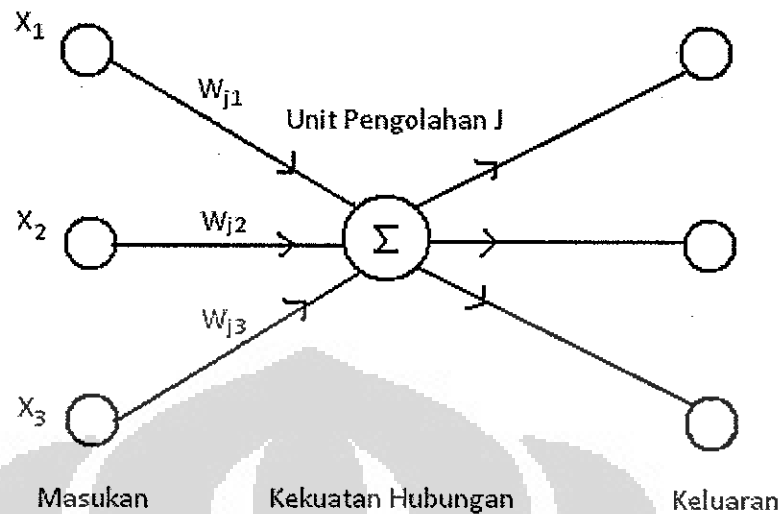 X1
Wj1
Unit Pengolahan J
X2
Wj2
Σ
Wj3
X3
Masukan
Kekuatan Hubungan
Keluaran